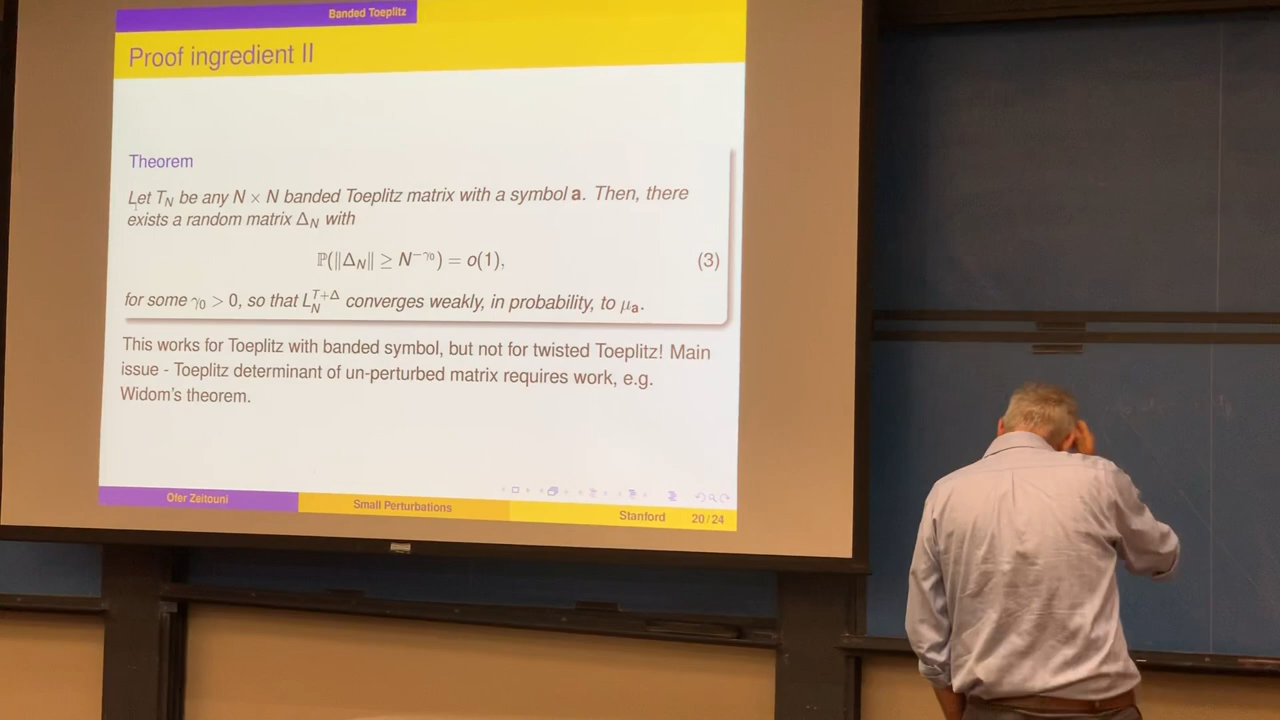 Banded Toeplitz
Proof ingredient II
Theorem
Let T_N be any N × N banded Toeplitz matrix with a symbol a. Then, there
exists a random matrix Δ_N with
ℙ(‖Δ_N‖ ≥ N^{−γ₀}) = o(1), (3)
for some γ₀ > 0, so that L_N^{T+Δ} converges weakly, in probability, to μ_a.
This works for Toeplitz with banded symbol, but not for twisted Toeplitz! Main
issue - Toeplitz determinant of un-perturbed matrix requires work, e.g.
Widom's theorem.
Ofer Zeitouni Small Perturbations Stanford 20 / 24